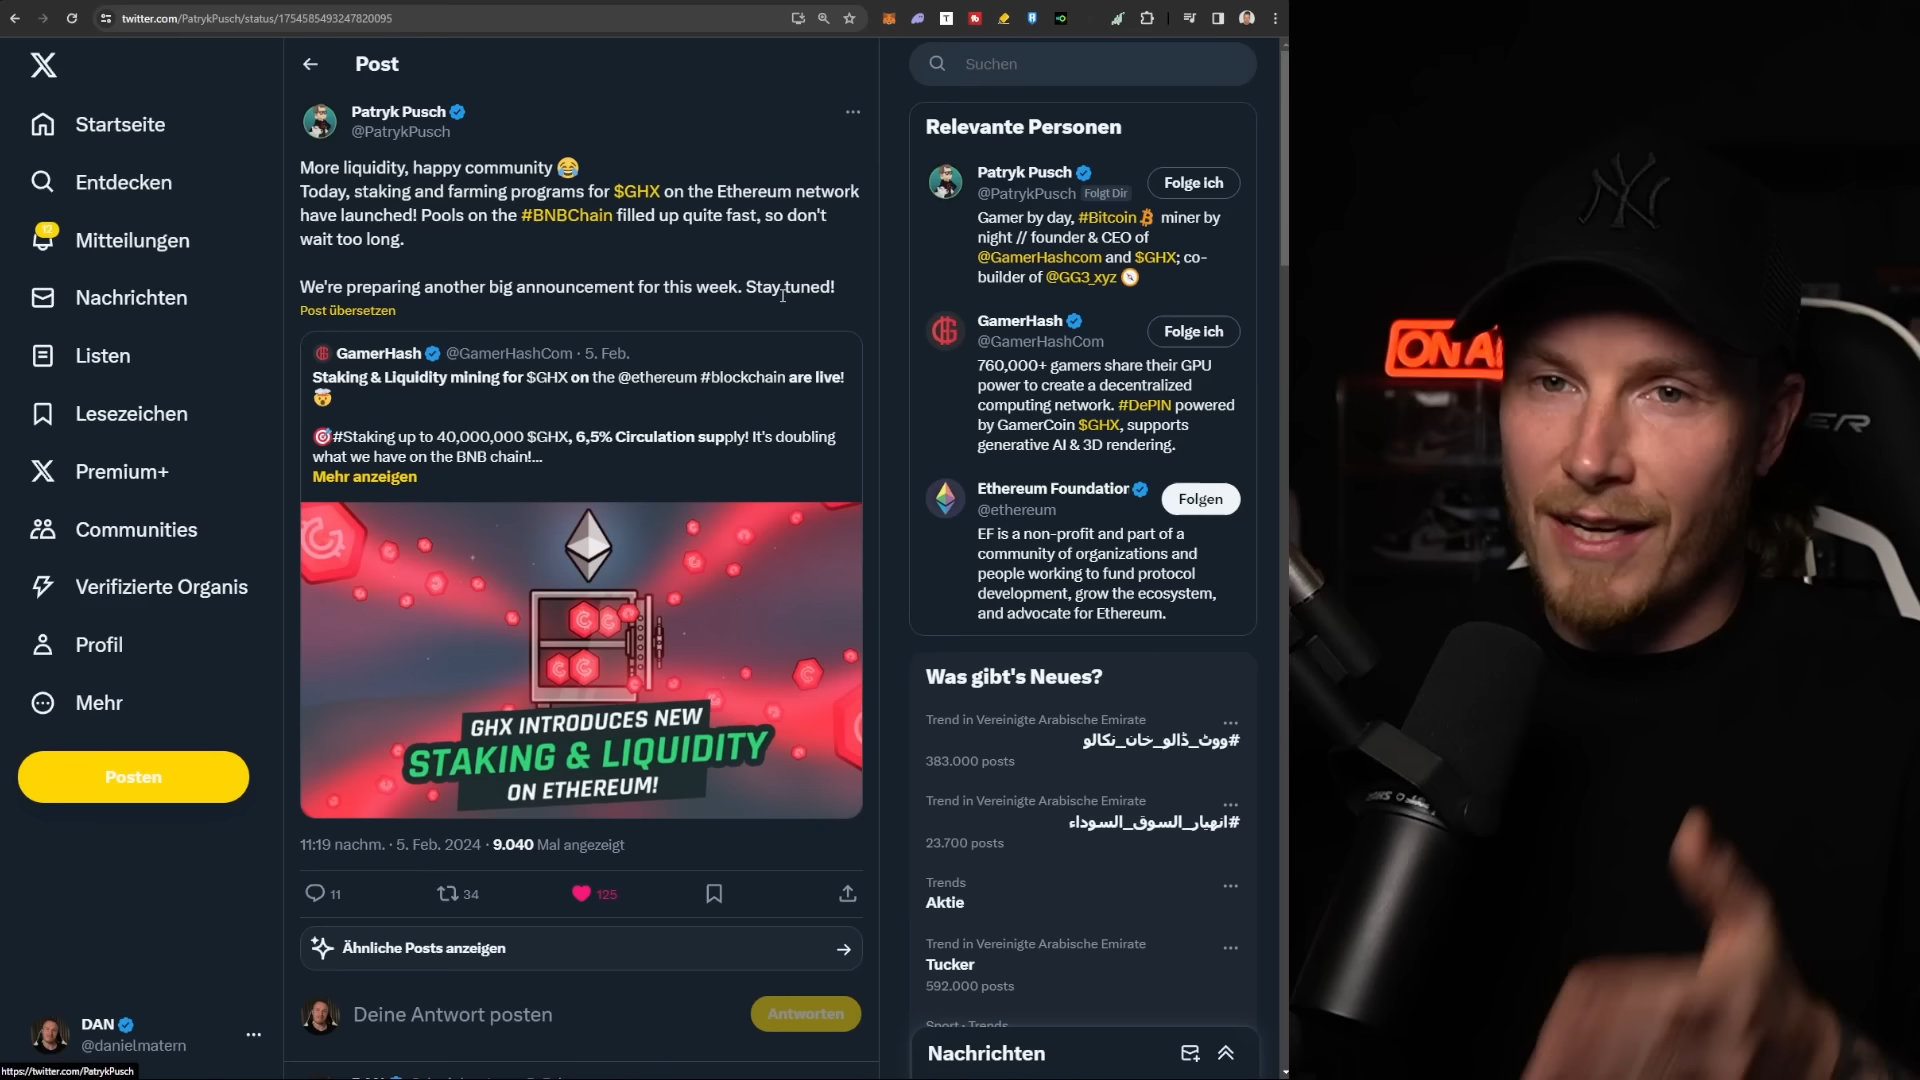 twitter.com/PatrykPusch/status/1754585493247820095
Startseite
Entdecken
12
Mitteilungen
Nachrichten
Listen
Lesezeichen
Premium+
Communities
Verifizierte Organis
Profil
Mehr
Posten
DAN
@danielmatern
https://twitter.com/PatrykPusch
Post
Patryk Pusch
@PatrykPusch
More liquidity, happy community 😂
Today, staking and farming programs for $GHX on the Ethereum network
have launched! Pools on the #BNBChain filled up quite fast, so don't
wait too long.
We're preparing another big announcement for this week. Stay tuned!
Post übersetzen
GamerHash @GamerHashCom · 5. Feb.
Staking & Liquidity mining for $GHX on the @ethereum #blockchain are live!
🤯
🎯#Staking up to 40,000,000 $GHX, 6,5% Circulation supply! It's doubling
what we have on the BNB chain!...
Mehr anzeigen
GHX INTRODUCES NEW
STAKING & LIQUIDITY
ON ETHEREUM!
11:19 nachm. · 5. Feb. 2024 · 9.040 Mal angezeigt
11 34 125
Ähnliche Posts anzeigen
Deine Antwort posten
Antworten
Suchen
Relevante Personen
Patryk Pusch
Folge ich
@PatrykPusch Folgt Dir
Gamer by day, #Bitcoin miner by
night // founder & CEO of
@GamerHashcom and $GHX; co-
builder of @GG3_xyz 🧭
GamerHash
Folge ich
@GamerHashCom
760,000+ gamers share their GPU
power to create a decentralized
computing network. #DePIN powered
by GamerCoin $GHX, supports
generative AI & 3D rendering.
Ethereum Foundation
Folgen
@ethereum
EF is a non-profit and part of a
community of organizations and
people working to fund protocol
development, grow the ecosystem,
and advocate for Ethereum.
Was gibt's Neues?
Trend in Vereinigte Arabische Emirate
#ووٹ_ڈالو_خان_نکالو
383.000 posts
Trend in Vereinigte Arabische Emirate
#انهيار_السوق_السوداء
23.700 posts
Trends
Aktie
Trend in Vereinigte Arabische Emirate
Tucker
592.000 posts
Sport · Trends
Nachrichten
NY
ON A